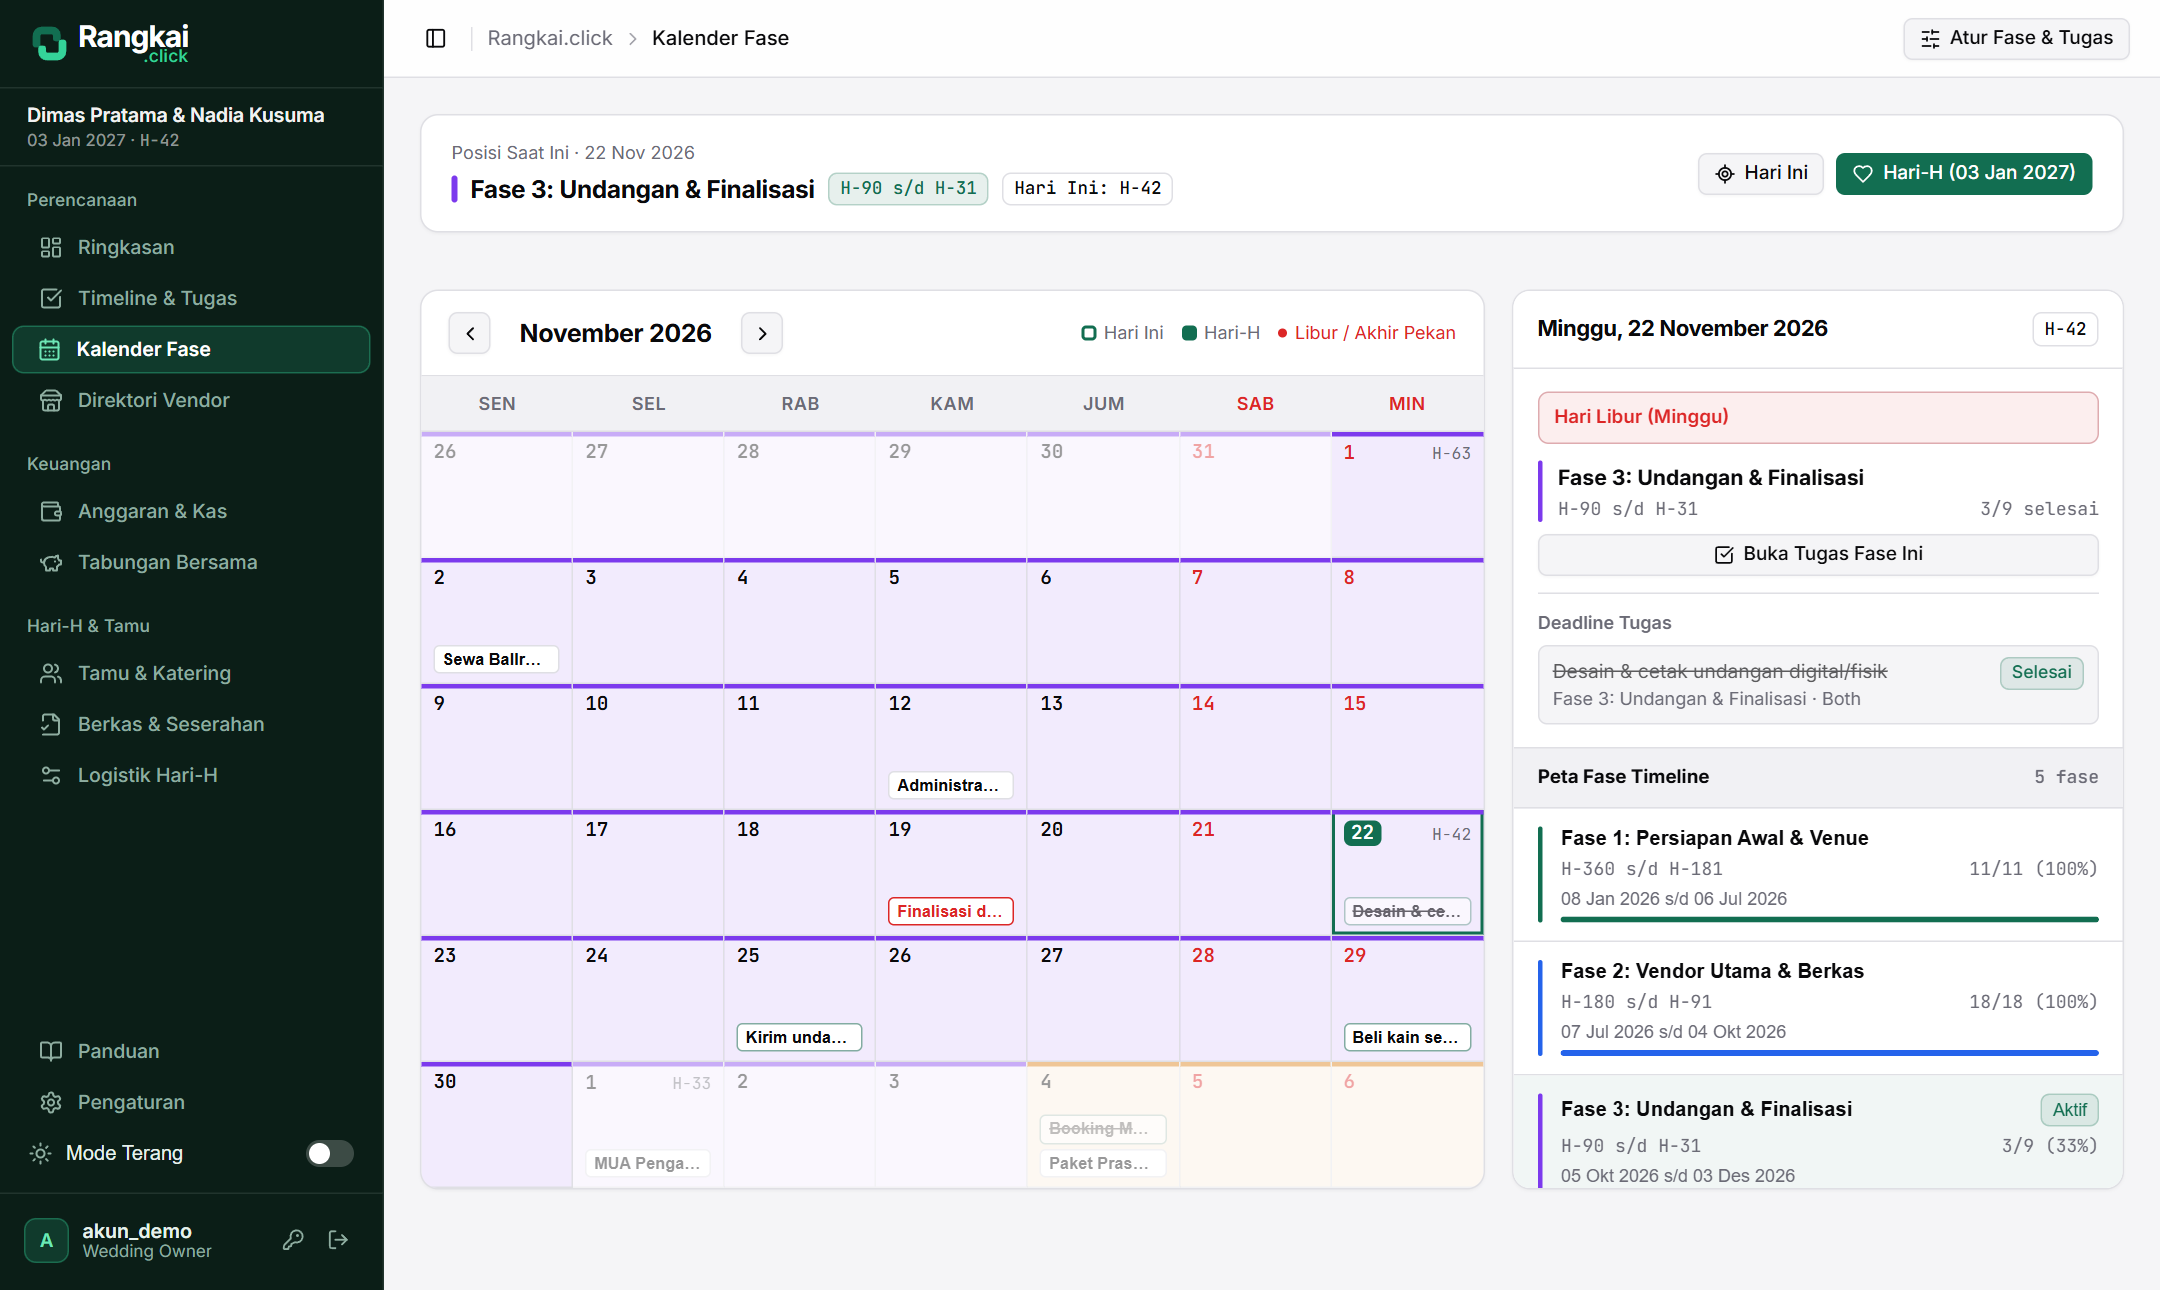 Rangkai
.click
Dimas Pratama & Nadia Kusuma
03 Jan 2027 · H-42
Perencanaan
Ringkasan
Timeline & Tugas
Kalender Fase
Direktori Vendor
Keuangan
Anggaran & Kas
Tabungan Bersama
Hari-H & Tamu
Tamu & Katering
Berkas & Seserahan
Logistik Hari-H
Panduan
Pengaturan
Mode Terang
A
akun_demo
Wedding Owner
Rangkai.click > Kalender Fase
Atur Fase & Tugas
Posisi Saat Ini · 22 Nov 2026
Fase 3: Undangan & Finalisasi H-90 s/d H-31 Hari Ini: H-42
Hari Ini
Hari-H (03 Jan 2027)
November 2026
Hari Ini Hari-H Libur / Akhir Pekan
SEN SEL RAB KAM JUM SAB MIN
26 27 28 29 30 31 1 H-63
2 3 4 5 6 7 8
Sewa Ballr...
9 10 11 12 13 14 15
Administra...
16 17 18 19 20 21 22 H-42
Finalisasi d... Desain & ce...
23 24 25 26 27 28 29
Kirim unda... Beli kain se...
30 1 H-33 2 3 4 5 6
Booking M...
MUA Penga... Paket Pras...
Minggu, 22 November 2026 H-42
Hari Libur (Minggu)
Fase 3: Undangan & Finalisasi
H-90 s/d H-31 3/9 selesai
Buka Tugas Fase Ini
Deadline Tugas
Desain & cetak undangan digital/fisik Selesai
Fase 3: Undangan & Finalisasi · Both
Peta Fase Timeline 5 fase
Fase 1: Persiapan Awal & Venue
H-360 s/d H-181 11/11 (100%)
08 Jan 2026 s/d 06 Jul 2026
Fase 2: Vendor Utama & Berkas
H-180 s/d H-91 18/18 (100%)
07 Jul 2026 s/d 04 Okt 2026
Fase 3: Undangan & Finalisasi Aktif
H-90 s/d H-31 3/9 (33%)
05 Okt 2026 s/d 03 Des 2026